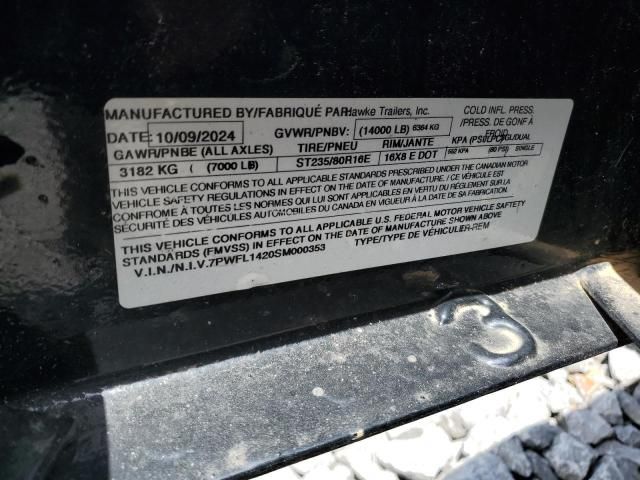 MANUFACTURED BY/FABRIQUÉ PAR Hawke Trailers, Inc.
COLD INFL. PRESS.
/PRESS. DE GONF À
FROID
DATE: 10/09/2024
GVWR/PNBV: (14000 LB) 6364 KG
GAWR/PNBE (ALL AXLES) TIRE/PNEU RIM/JANTE KPA (PSI/LPC) SGL/DUAL
3182 KG ( (7000 LB) ST235/80R16E 16X8 E DOT (80 PSI) SINGLE
THIS VEHICLE CONFORMS TO ALL APPLICABLE STANDARDS PRESCRIBED UNDER THE CANADIAN MOTOR
VEHICLE SAFETY REGULATIONS IN EFFECT ON THE DATE OF MANUFACTURE. / CE VÉHICULE EST
CONFORME À TOUTES LES NORMES QUI LUI SONT APPLICABLES EN VERTU DU RÈGLEMENT SUR LA
SÉCURITÉ DES VÉHICULES AUTOMOBILES DU CANADA EN VIGUEUR À LA DATE DE SA FABRICATION.
THIS VEHICLE CONFORMS TO ALL APPLICABLE U.S. FEDERAL MOTOR VEHICLE SAFETY
STANDARDS (FMVSS) IN EFFECT ON THE DATE OF MANUFACTURE SHOWN ABOVE
V.I.N./N.I.V. 7PWFL1420SM000353 TYPE/TYPE DE VÉHICULE: TRA/REM
3